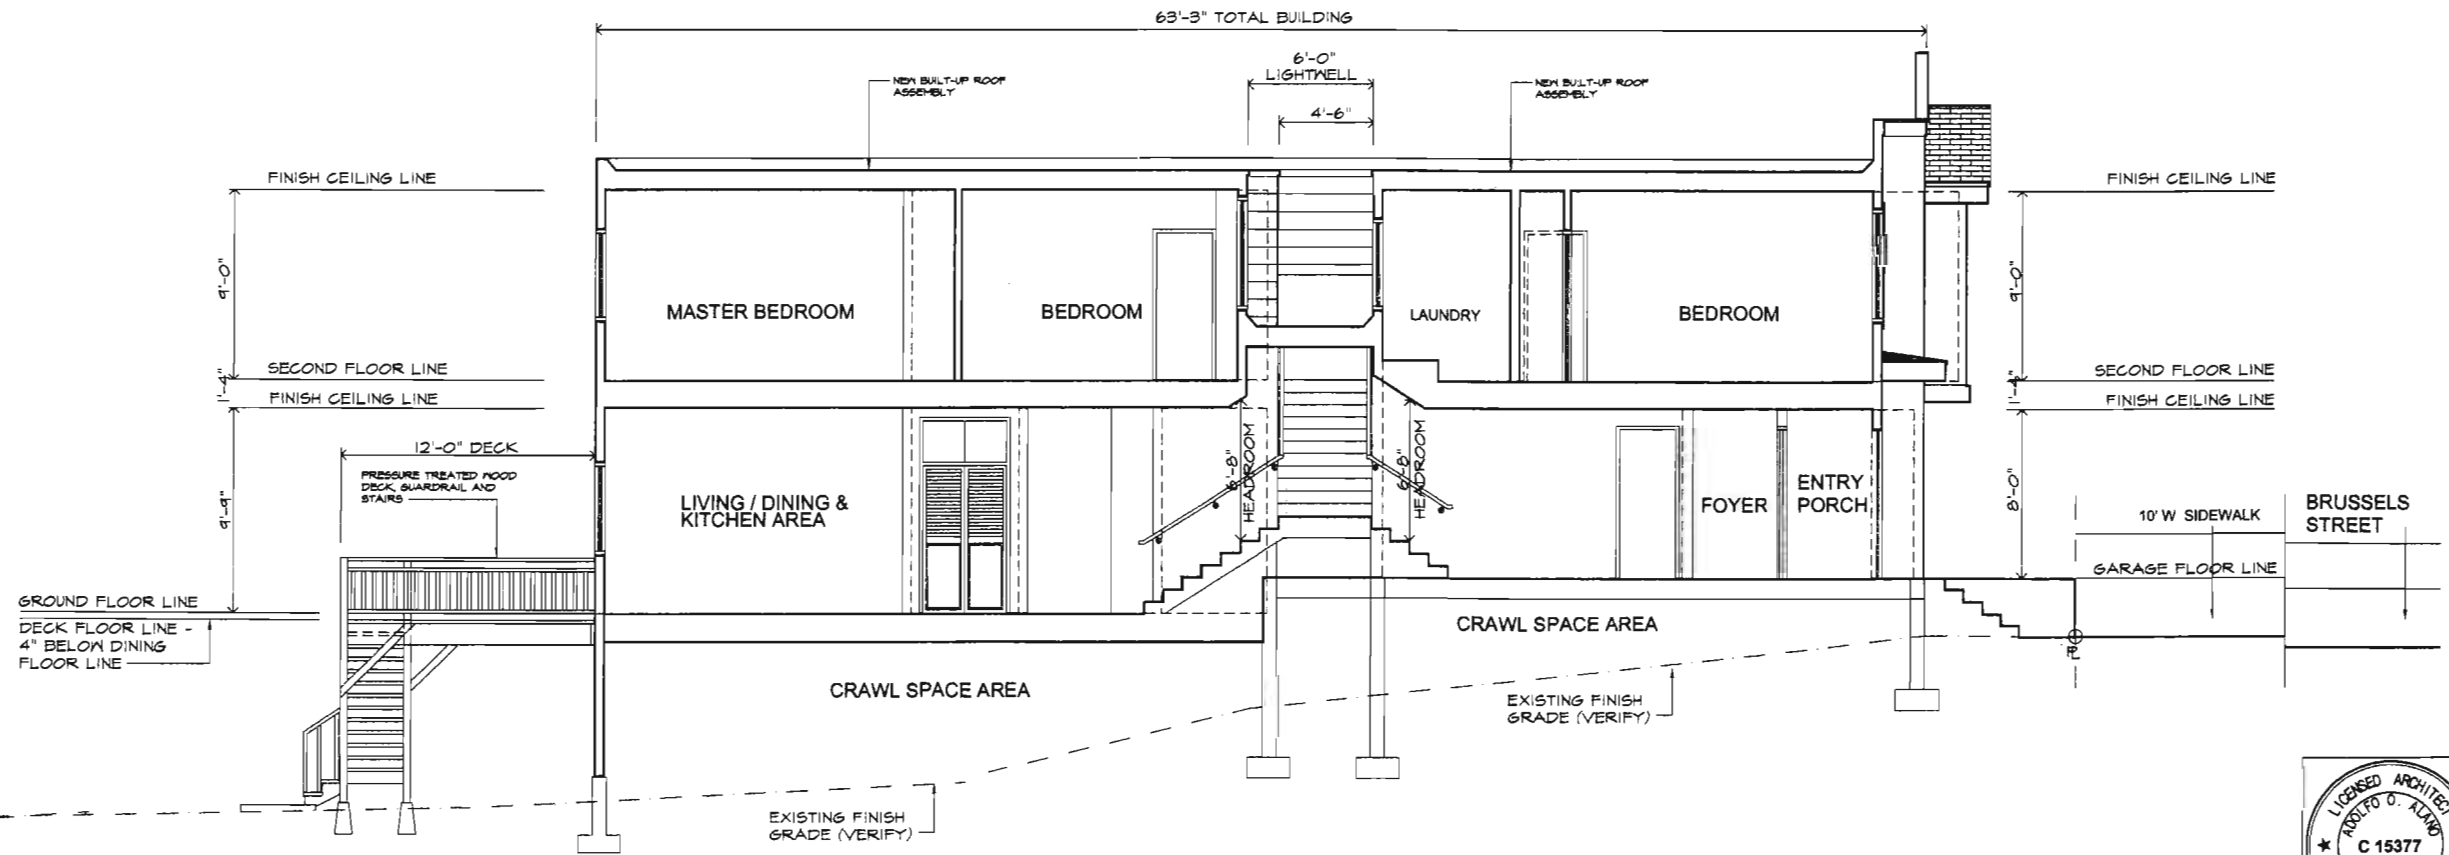 63'-3" TOTAL BUILDING
6'-0"
LIGHTWELL
4'-6"
NEW BUILT-UP ROOF
ASSEMBLY
NEW BUILT-UP ROOF
ASSEMBLY
FINISH CEILING LINE
FINISH CEILING LINE
9'-0"
9'-0"
MASTER BEDROOM
BEDROOM
LAUNDRY
BEDROOM
SECOND FLOOR LINE
SECOND FLOOR LINE
1'-4"
1'-4"
FINISH CEILING LINE
FINISH CEILING LINE
12'-0" DECK
PRESSURE TREATED WOOD
DECK, GUARDRAIL AND
STAIRS
9'-9"
LIVING / DINING &
KITCHEN AREA
6'-8"
HEADROOM
6'-8"
HEADROOM
FOYER
ENTRY
PORCH
8'-0"
10' W SIDEWALK
BRUSSELS
STREET
GARAGE FLOOR LINE
GROUND FLOOR LINE
DECK FLOOR LINE -
4" BELOW DINING
FLOOR LINE
CRAWL SPACE AREA
CRAWL SPACE AREA
EXISTING FINISH
GRADE (VERIFY)
EXISTING FINISH
GRADE (VERIFY)
LICENSED ARCHITECT
ADOLFO O. ALANO
C 15377